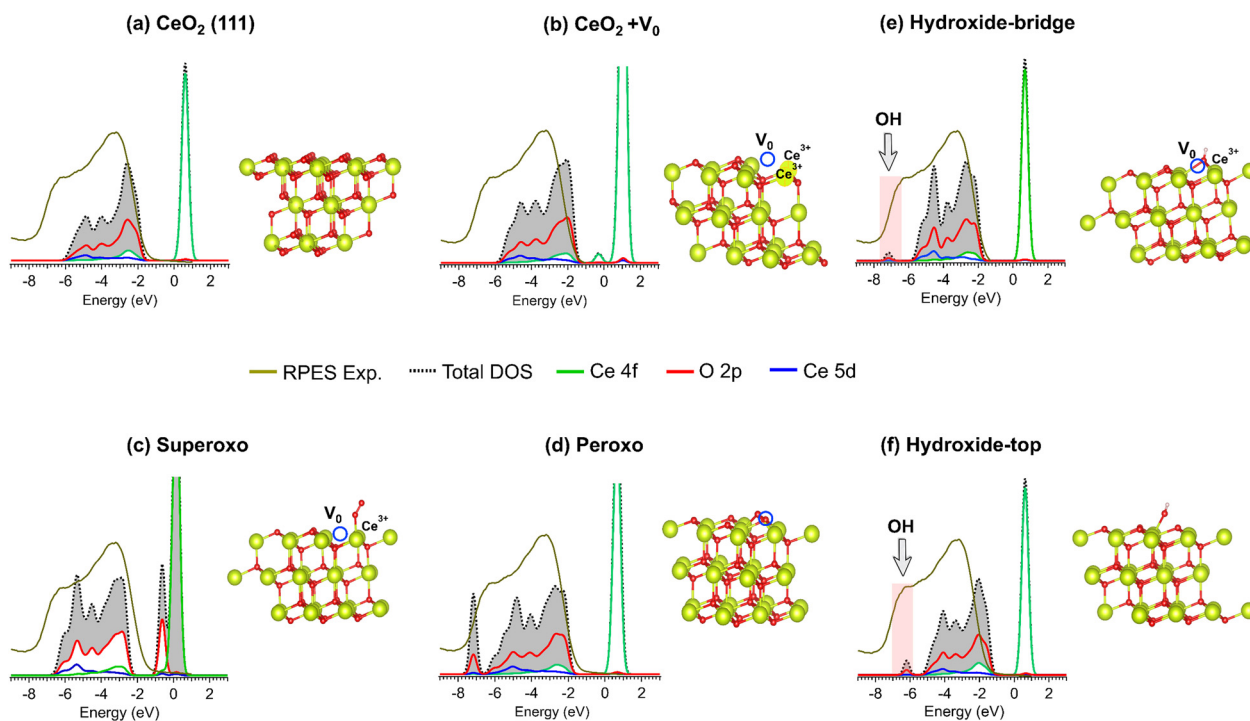 (a) CeO₂ (111)
(b) CeO₂ +V₀
(e) Hydroxide-bridge
OH
V₀
Ce³⁺
Ce³⁺
V₀
Ce³⁺
-8 -6 -4 -2 0 2
Energy (eV)
-8 -6 -4 -2 0 2
Energy (eV)
-8 -6 -4 -2 0 2
Energy (eV)
RPES Exp. Total DOS Ce 4f O 2p Ce 5d
(c) Superoxo
(d) Peroxo
(f) Hydroxide-top
V₀
Ce³⁺
OH
-8 -6 -4 -2 0 2
Energy (eV)
-8 -6 -4 -2 0 2
Energy (eV)
-8 -6 -4 -2 0 2
Energy (eV)